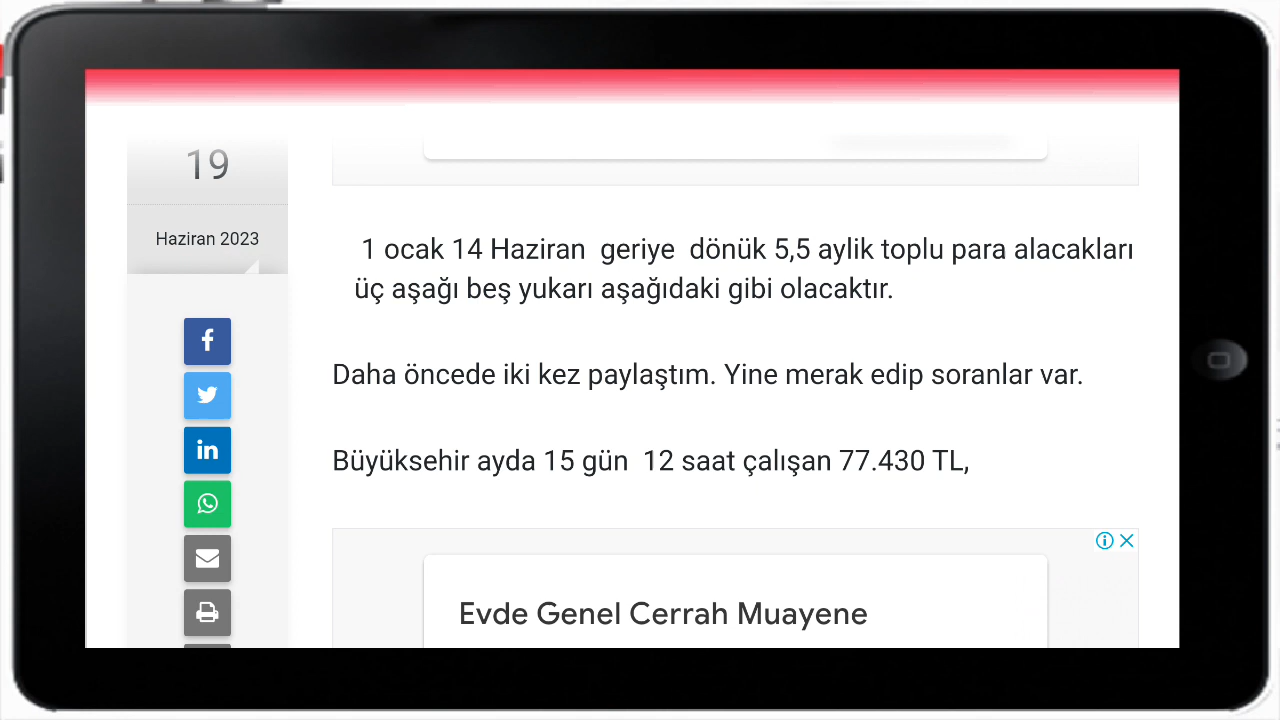 19
Haziran 2023
1 ocak 14 Haziran geriye dönük 5,5 aylik toplu para alacakları
üç aşağı beş yukarı aşağıdaki gibi olacaktır.
Daha öncede iki kez paylaştım. Yine merak edip soranlar var.
Büyüksehir ayda 15 gün 12 saat çalışan 77.430 TL,
Evde Genel Cerrah Muayene